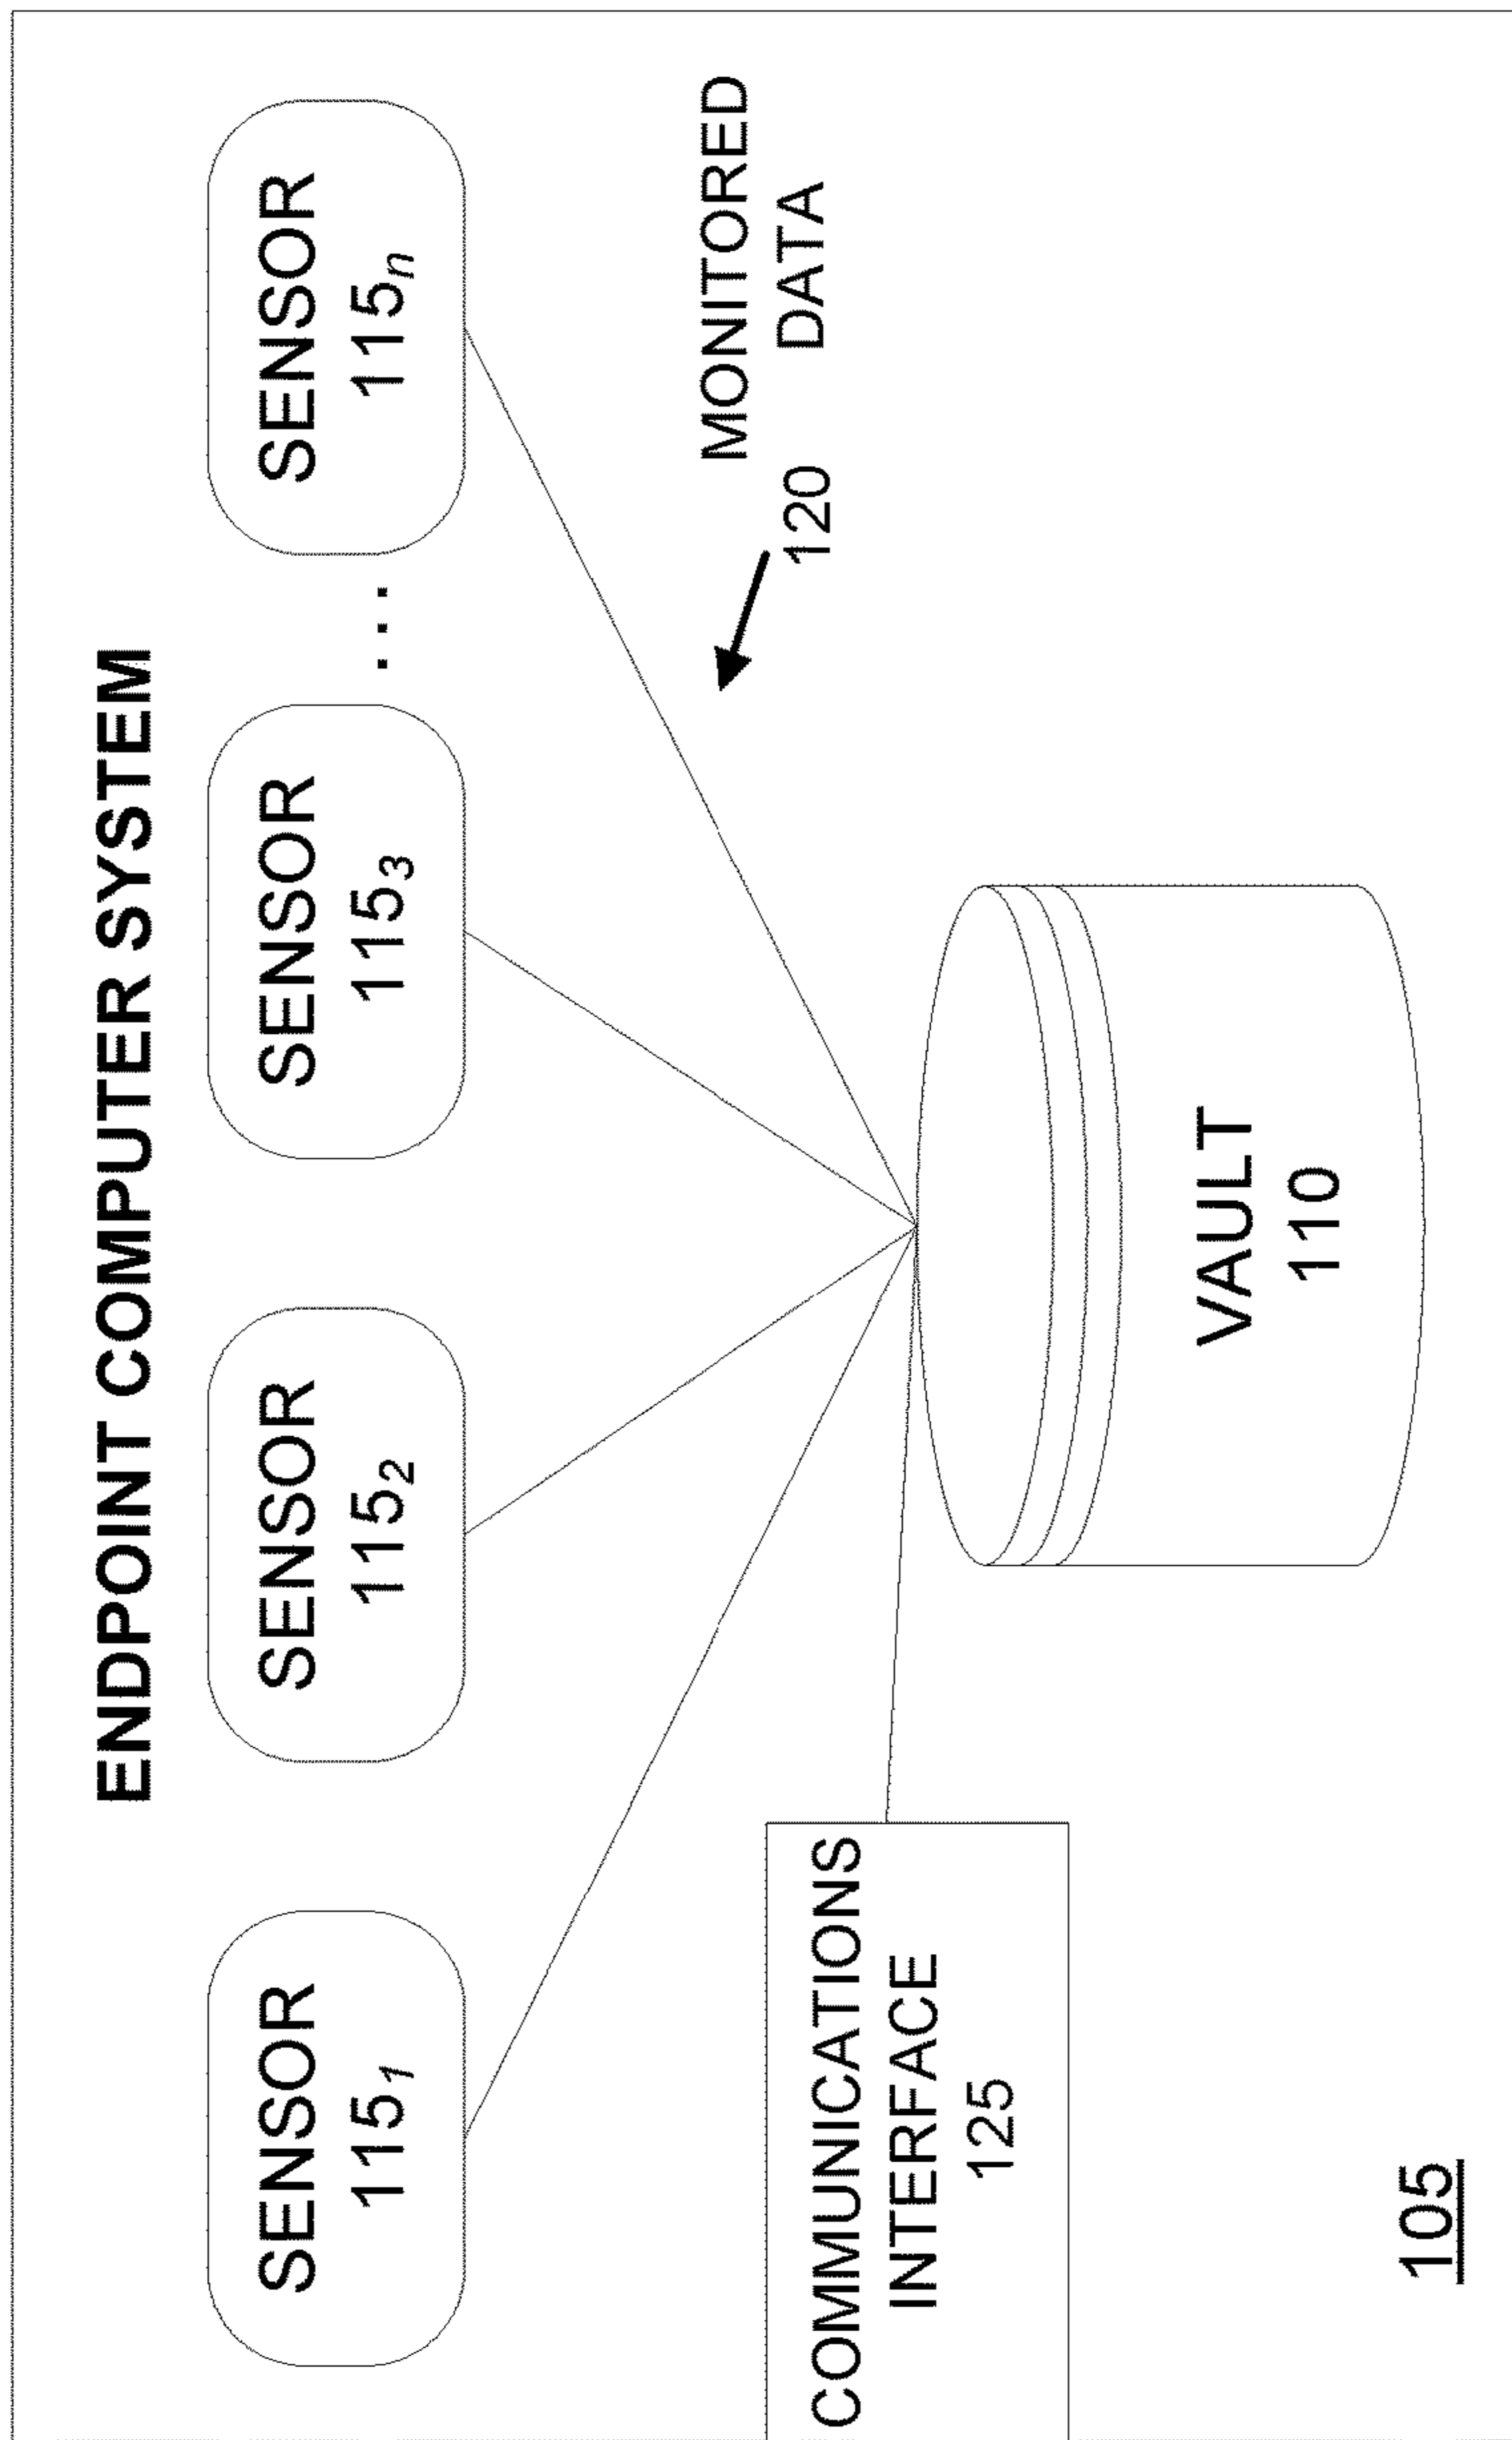 ENDPOINT COMPUTER SYSTEM
SENSOR
115₁
SENSOR
115₂
SENSOR
115₃
...
SENSOR
115ₙ
MONITORED
DATA
120
COMMUNICATIONS
INTERFACE
125
VAULT
110
105